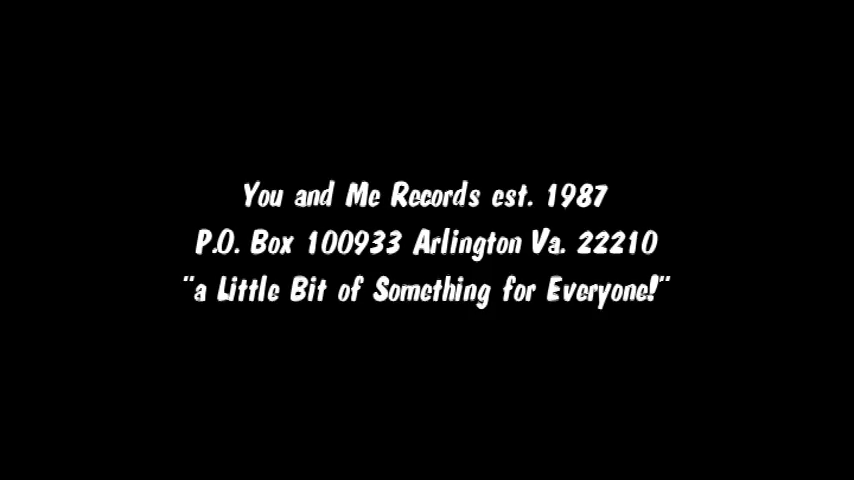 You and Me Records est. 1987
P.O. Box 100933 Arlington Va. 22210
"a Little Bit of Something for Everyone!"